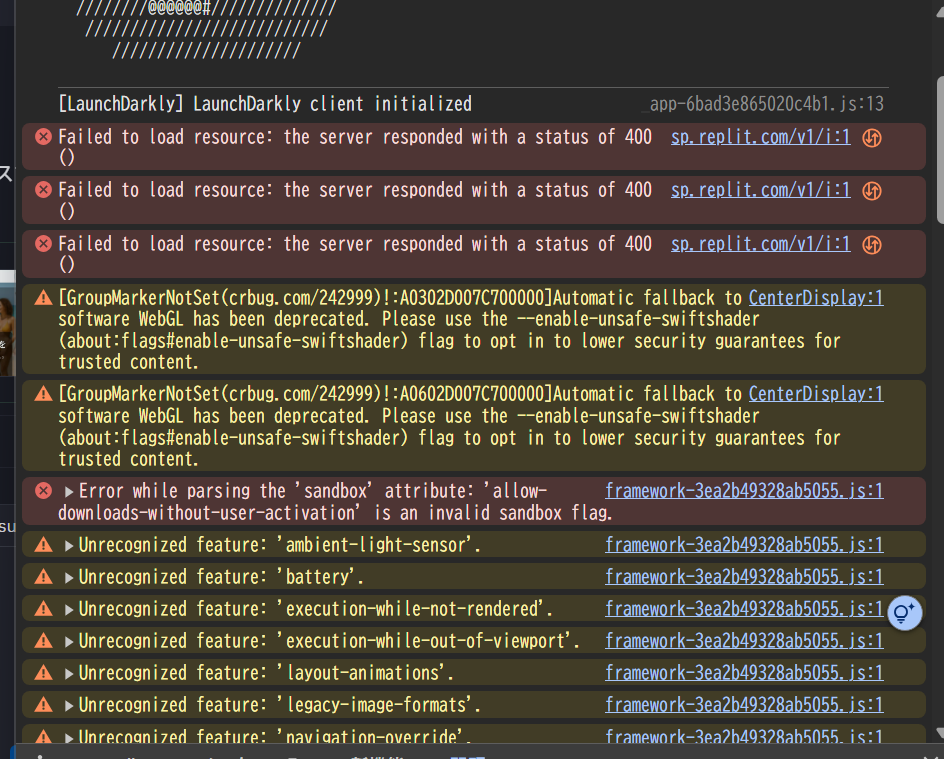 ////////@@@@@@#//////////////
///////////////////////////
/////////////////////
[LaunchDarkly] LaunchDarkly client initialized _app-6bad3e865020c4b1.js:13
Failed to load resource: the server responded with a status of 400 sp.replit.com/v1/i:1
()
Failed to load resource: the server responded with a status of 400 sp.replit.com/v1/i:1
()
Failed to load resource: the server responded with a status of 400 sp.replit.com/v1/i:1
()
[GroupMarkerNotSet(crbug.com/242999)!:A0302D007C700000]Automatic fallback to CenterDisplay:1
software WebGL has been deprecated. Please use the --enable-unsafe-swiftshader
(about:flags#enable-unsafe-swiftshader) flag to opt in to lower security guarantees for
trusted content.
[GroupMarkerNotSet(crbug.com/242999)!:A0602D007C700000]Automatic fallback to CenterDisplay:1
software WebGL has been deprecated. Please use the --enable-unsafe-swiftshader
(about:flags#enable-unsafe-swiftshader) flag to opt in to lower security guarantees for
trusted content.
Error while parsing the 'sandbox' attribute: 'allow- framework-3ea2b49328ab5055.js:1
downloads-without-user-activation' is an invalid sandbox flag.
Unrecognized feature: 'ambient-light-sensor'. framework-3ea2b49328ab5055.js:1
Unrecognized feature: 'battery'. framework-3ea2b49328ab5055.js:1
Unrecognized feature: 'execution-while-not-rendered'. framework-3ea2b49328ab5055.js:1
Unrecognized feature: 'execution-while-out-of-viewport'. framework-3ea2b49328ab5055.js:1
Unrecognized feature: 'layout-animations'. framework-3ea2b49328ab5055.js:1
Unrecognized feature: 'legacy-image-formats'. framework-3ea2b49328ab5055.js:1
Unrecognized feature: 'navigation-override'. framework-3ea2b49328ab5055.js:1
ス
を
su